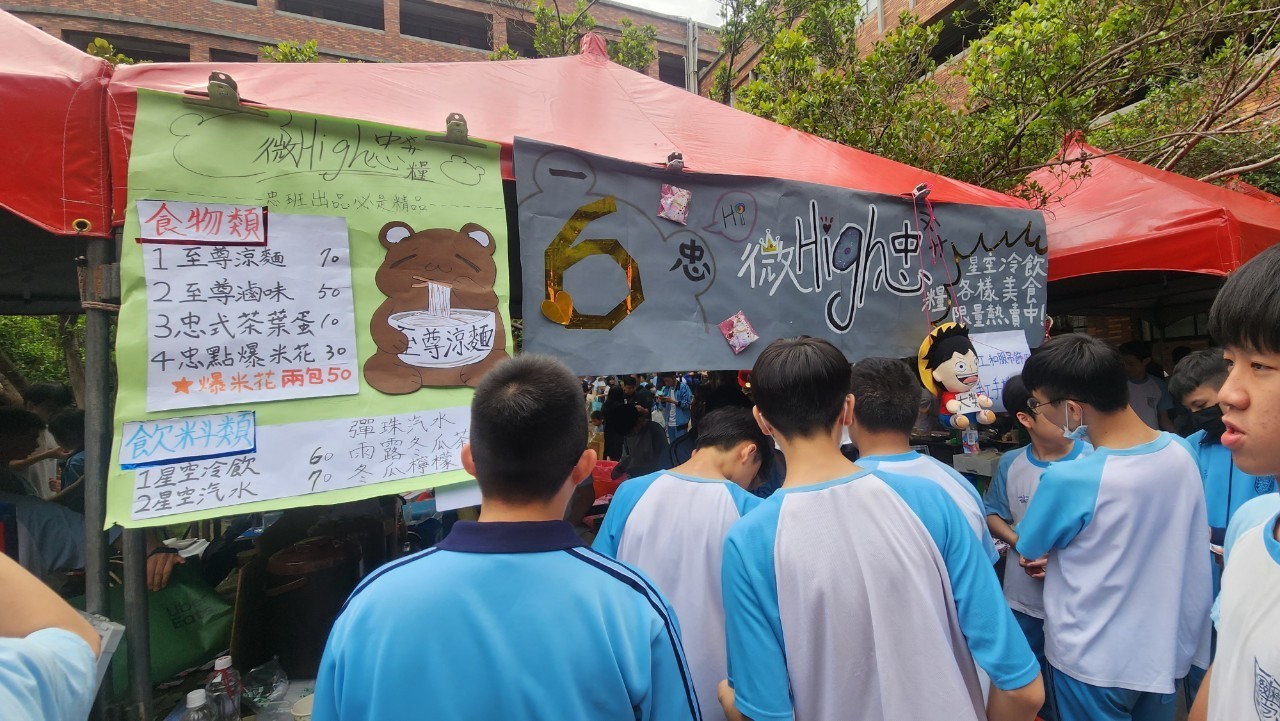 微High忠卉
糧
忠班出品必是精品
食物類
1 至尊涼麵 70
2 至尊滷味 50
3 忠式茶葉蛋 10
4 忠點爆米花 30
★爆米花兩包50
至尊涼麵
飲料類
1 星空冷飲 60
2 星空汽水 70
彈珠汽水
雨露冬瓜茶
冬瓜檸檬
一
6
忠
Hi
微High忠
糧
星空冷飲
各樣美食
限量熱賣中!